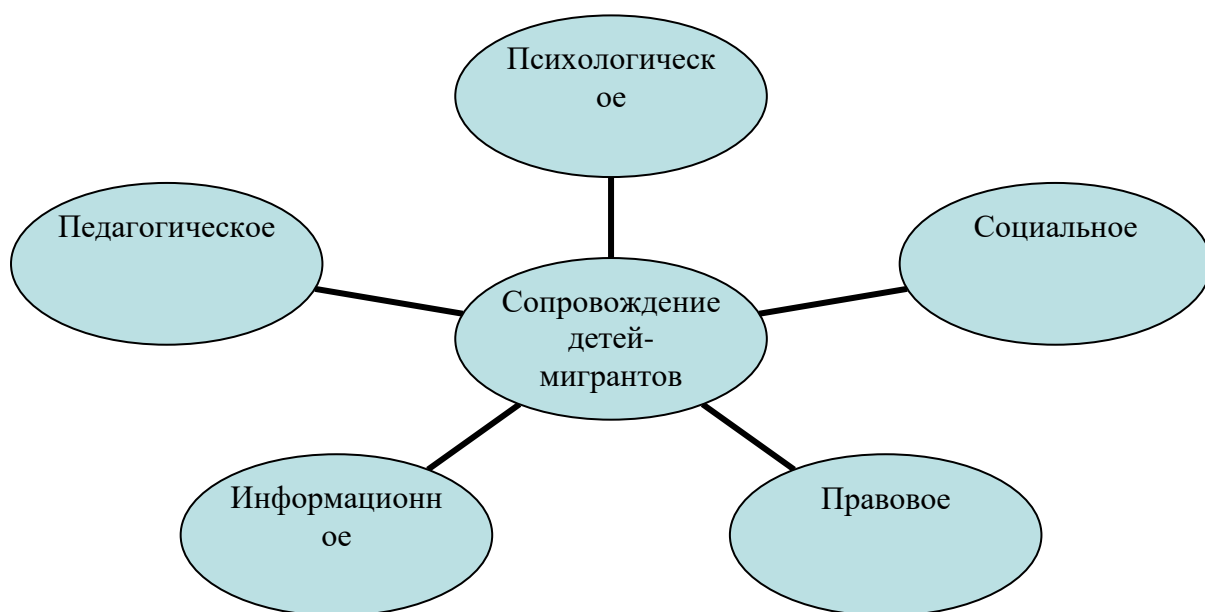 Психологическ
ое
Педагогическое
Социальное
Сопровождение
детей-
мигрантов
Информационн
ое
Правовое